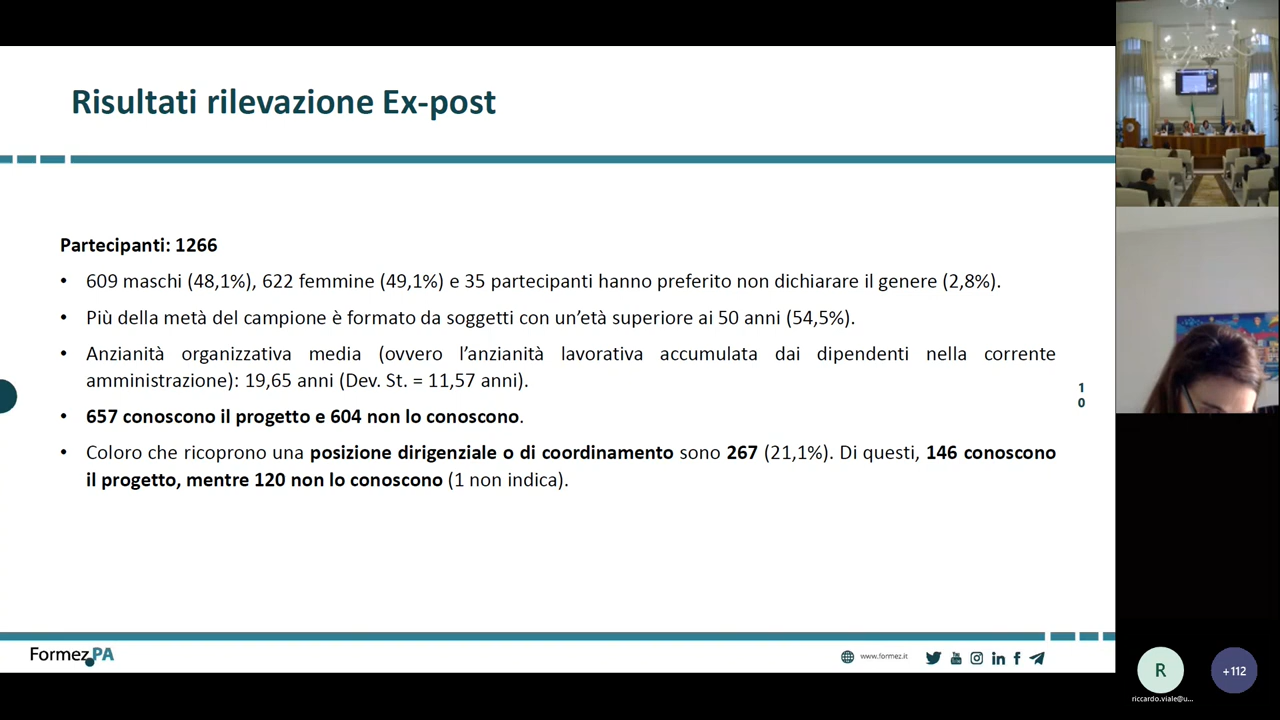 Risultati rilevazione Ex-post
Partecipanti: 1266
• 609 maschi (48,1%), 622 femmine (49,1%) e 35 partecipanti hanno preferito non dichiarare il genere (2,8%).
• Più della metà del campione è formato da soggetti con un’età superiore ai 50 anni (54,5%).
• Anzianità organizzativa media (ovvero l’anzianità lavorativa accumulata dai dipendenti nella corrente
amministrazione): 19,65 anni (Dev. St. = 11,57 anni).
• 657 conoscono il progetto e 604 non lo conoscono.
• Coloro che ricoprono una posizione dirigenziale o di coordinamento sono 267 (21,1%). Di questi, 146 conoscono
il progetto, mentre 120 non lo conoscono (1 non indica).
1
0
Formez PA
www.formez.it
R
+112
riccardo.viale@u...